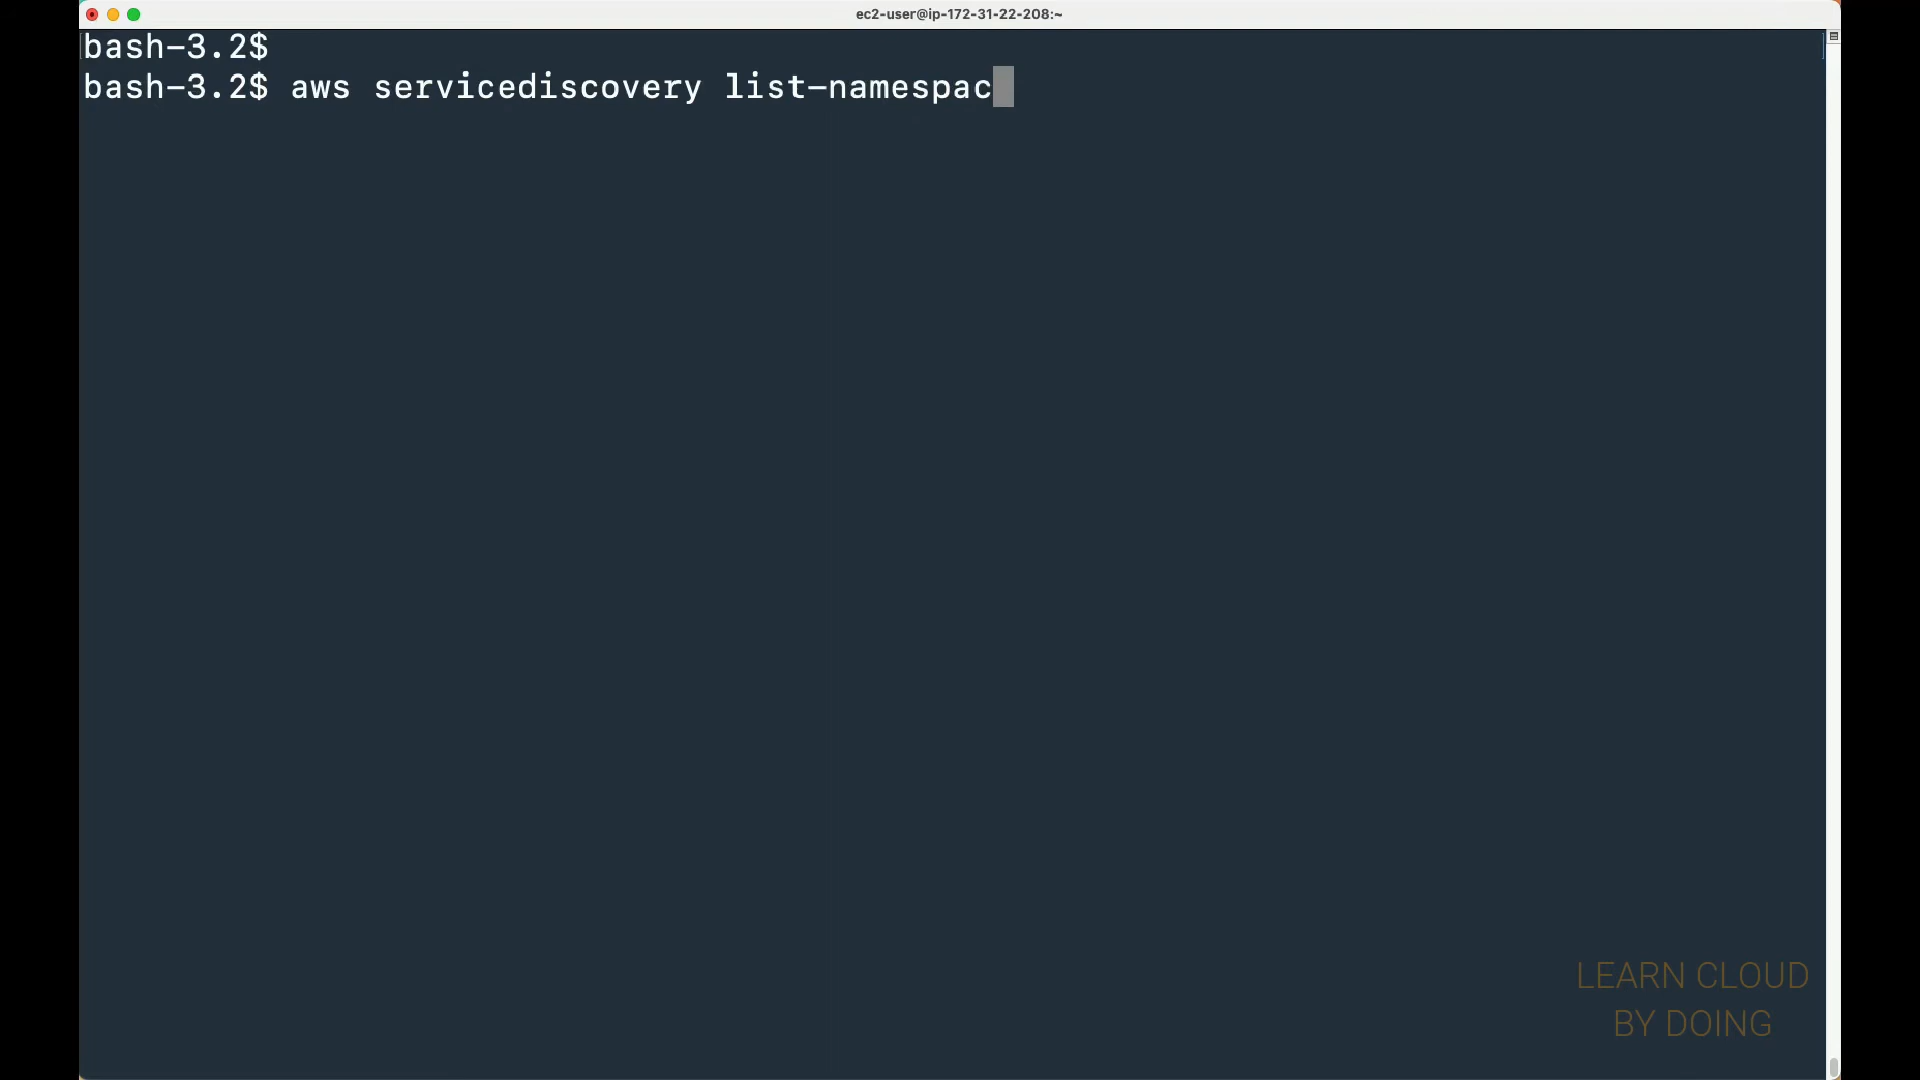 ec2-user@ip-172-31-22-208:~
bash-3.2$
bash-3.2$ aws servicediscovery list-namespac
LEARN CLOUD
BY DOING